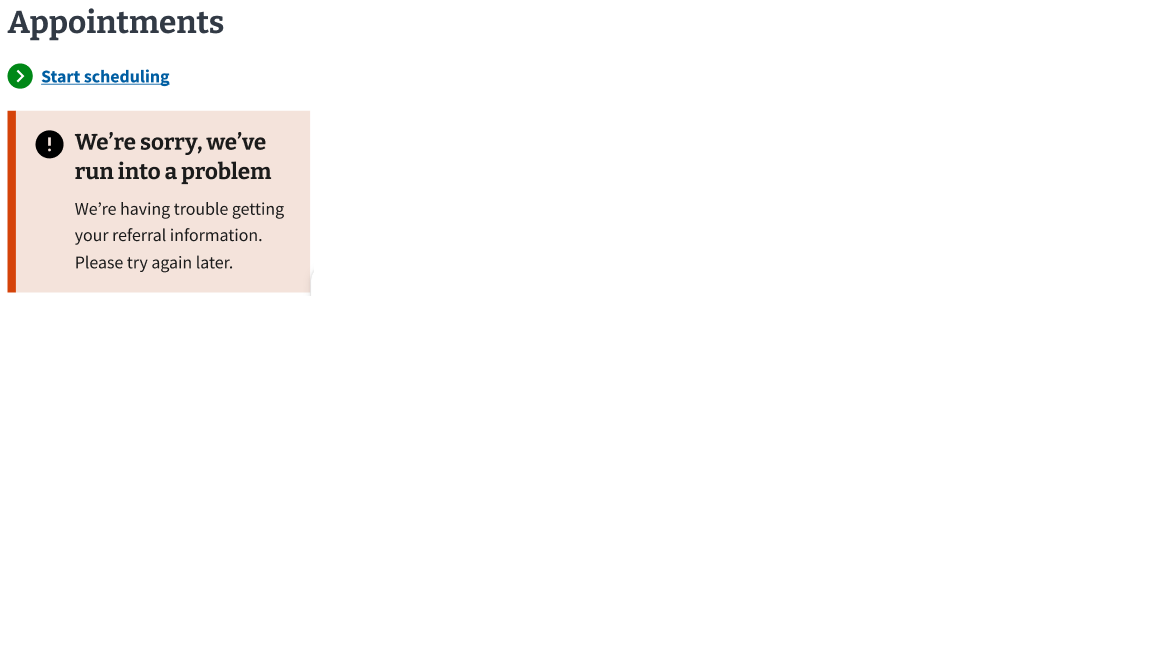 Appointments
Start scheduling
We’re sorry, we’ve
run into a problem
We’re having trouble getting
your referral information.
Please try again later.